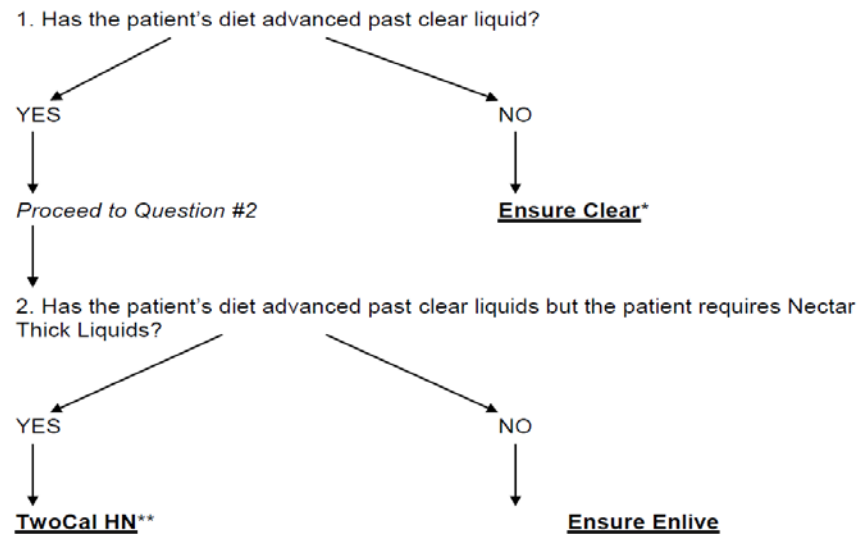 1. Has the patient's diet advanced past clear liquid?
YES
NO
Proceed to Question #2
Ensure Clear*
2. Has the patient's diet advanced past clear liquids but the patient requires Nectar
Thick Liquids?
YES
NO
TwoCal HN**
Ensure Enlive